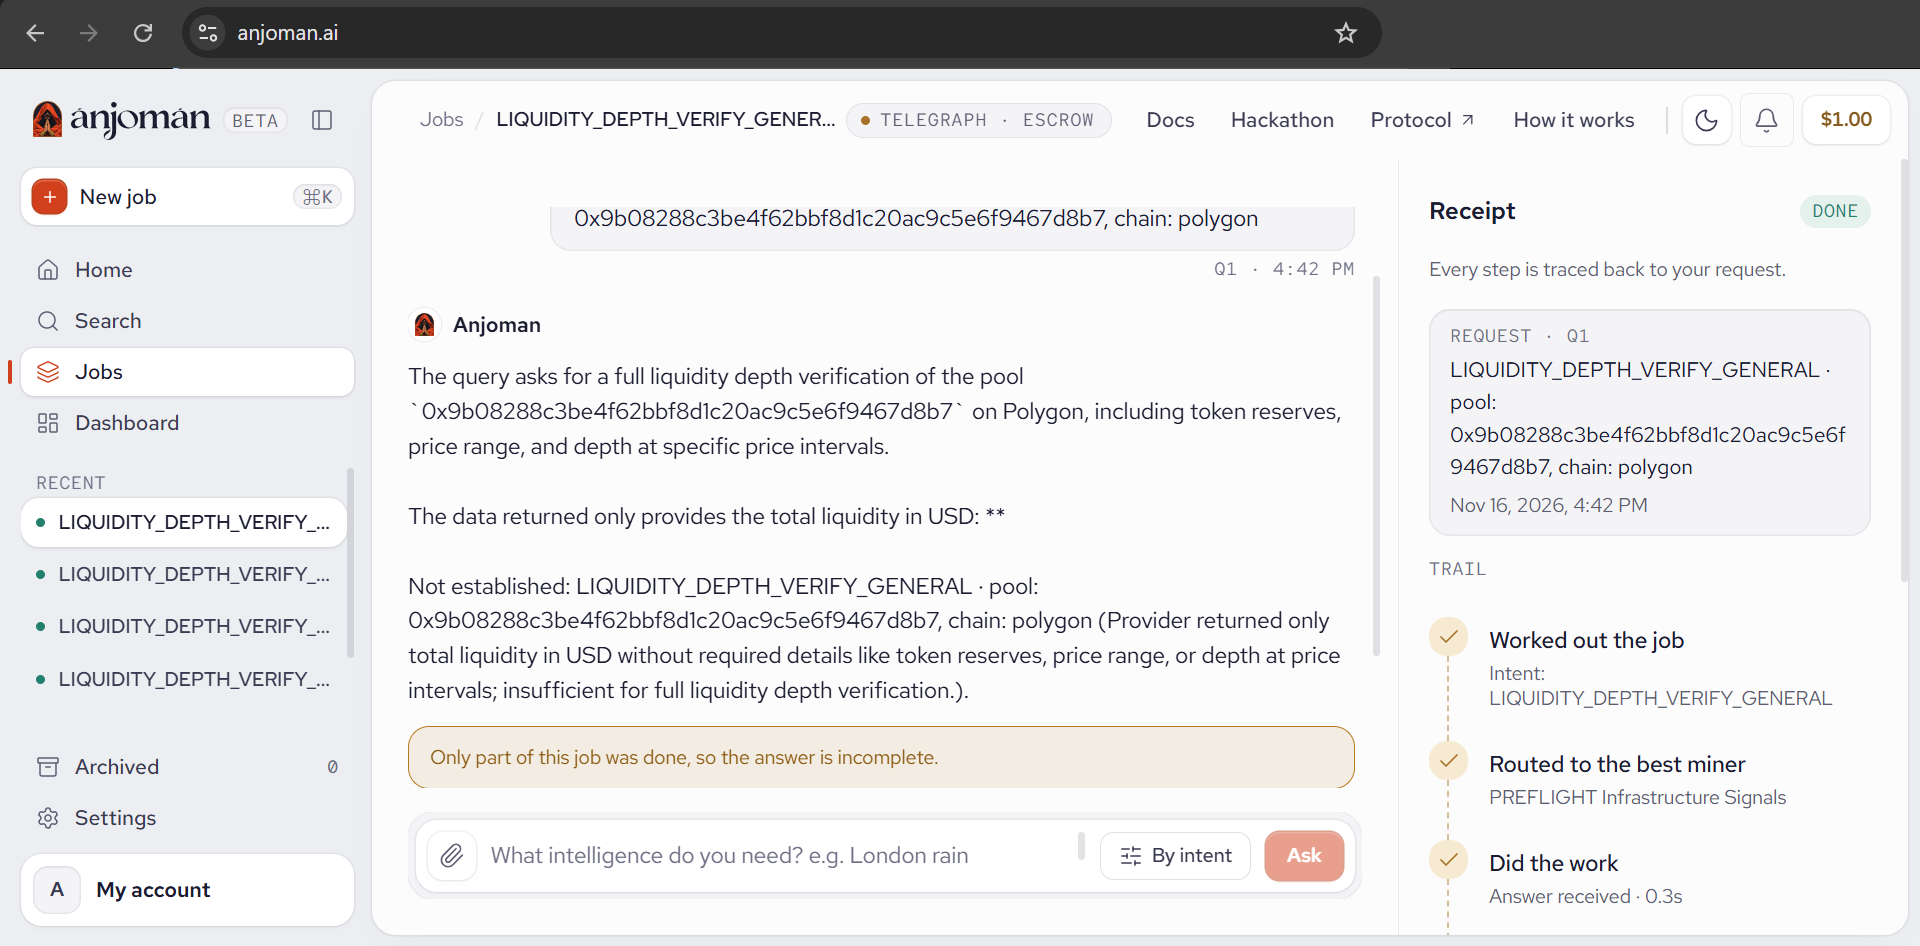 anjoman.ai
ánjomán BETA
New job ⌘K
Home
Search
Jobs
Dashboard
RECENT
LIQUIDITY_DEPTH_VERIFY_...
LIQUIDITY_DEPTH_VERIFY_...
LIQUIDITY_DEPTH_VERIFY_...
LIQUIDITY_DEPTH_VERIFY_...
Archived 0
Settings
A My account
Jobs / LIQUIDITY_DEPTH_VERIFY_GENER... TELEGRAPH · ESCROW Docs Hackathon Protocol ↗ How it works $1.00
0x9b08288c3be4f62bbf8d1c20ac9c5e6f9467d8b7, chain: polygon
Q1 · 4:42 PM
Anjoman
The query asks for a full liquidity depth verification of the pool
`0x9b08288c3be4f62bbf8d1c20ac9c5e6f9467d8b7` on Polygon, including token reserves,
price range, and depth at specific price intervals.
The data returned only provides the total liquidity in USD: **
Not established: LIQUIDITY_DEPTH_VERIFY_GENERAL · pool:
0x9b08288c3be4f62bbf8d1c20ac9c5e6f9467d8b7, chain: polygon (Provider returned only
total liquidity in USD without required details like token reserves, price range, or depth at price
intervals; insufficient for full liquidity depth verification.).
Only part of this job was done, so the answer is incomplete.
What intelligence do you need? e.g. London rain By intent Ask
Receipt DONE
Every step is traced back to your request.
REQUEST · Q1
LIQUIDITY_DEPTH_VERIFY_GENERAL ·
pool:
0x9b08288c3be4f62bbf8d1c20ac9c5e6f
9467d8b7, chain: polygon
Nov 16, 2026, 4:42 PM
TRAIL
Worked out the job
Intent:
LIQUIDITY_DEPTH_VERIFY_GENERAL
Routed to the best miner
PREFLIGHT Infrastructure Signals
Did the work
Answer received · 0.3s